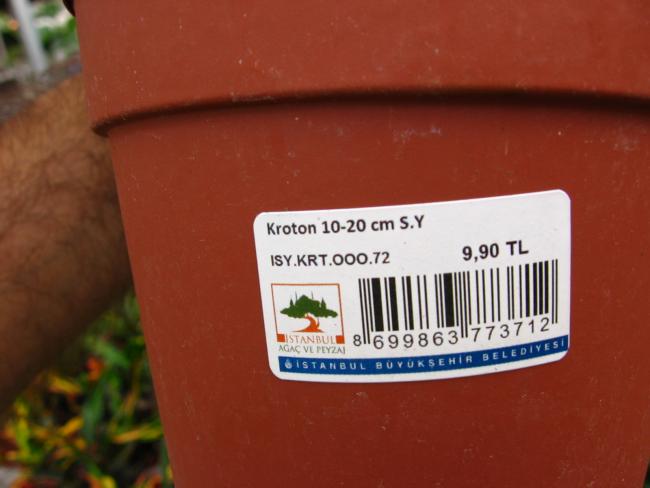 Kroton 10-20 cm S.Y
ISY.KRT.OOO.72
9,90 TL
İSTANBUL
AĞAÇ VE PEYZAJ
8 699863 773712
İSTANBUL BÜYÜKŞEHİR BELEDİYESİ